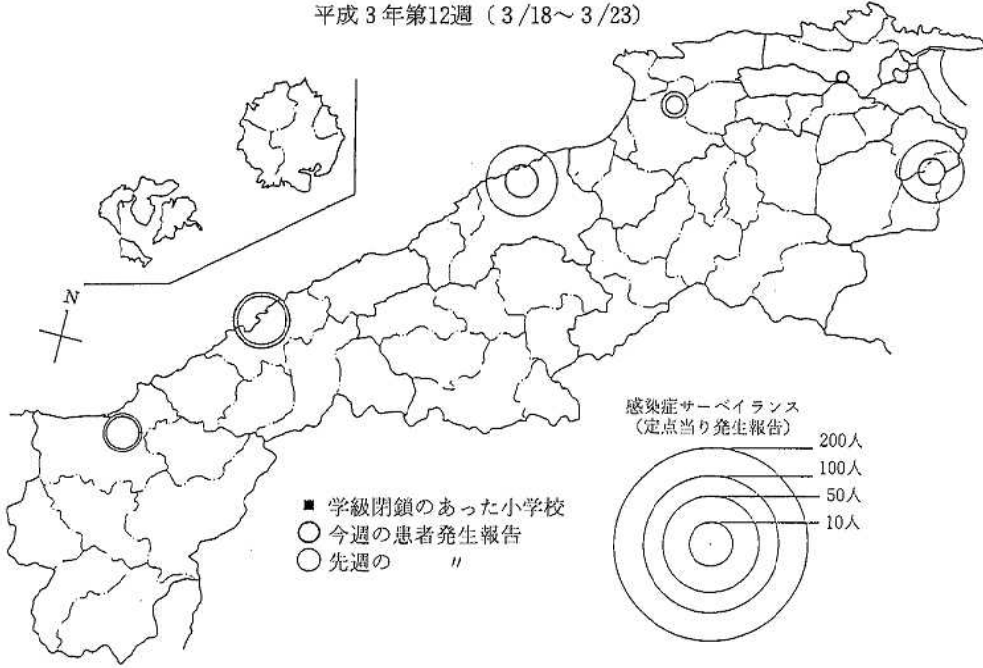 平成3年第12週（3/18～3/23）
N
感染症サーベイランス
（定点当り発生報告）
200人
100人
50人
10人
■ 学級閉鎖のあった小学校
○ 今週の患者発生報告
○ 先週の 〃